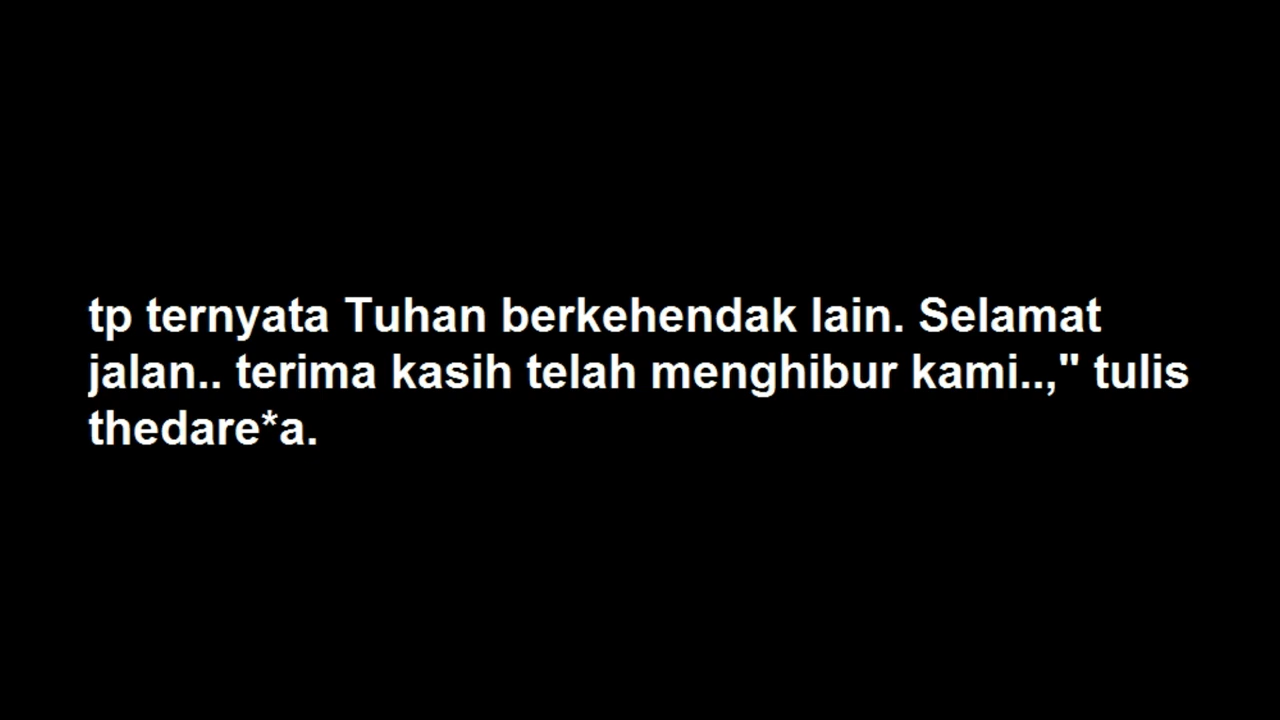 tp ternyata Tuhan berkehendak lain. Selamat
jalan.. terima kasih telah menghibur kami..," tulis
thedare*a.